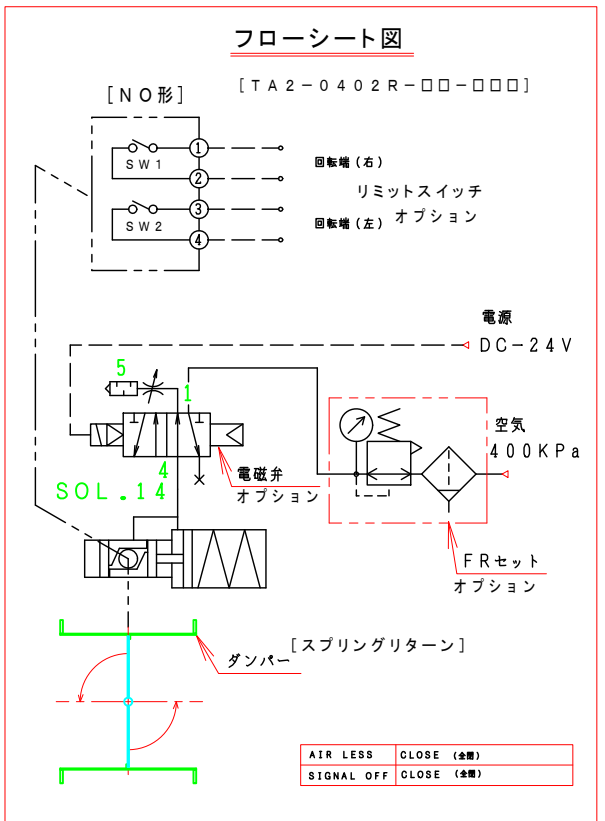 フローシート図
[TA2-0402R-□□-□□□]
[NO形]
1
SW1
2
3
SW2
4
回転端(右)
リミットスイッチ
オプション
回転端(左)
電源
DC-24V
5
1
4
SOL.14
電磁弁
オプション
空気
400KPa
FRセット
オプション
[スプリングリターン]
ダンパー
AIR LESS CLOSE (全閉)
SIGNAL OFF CLOSE (全閉)